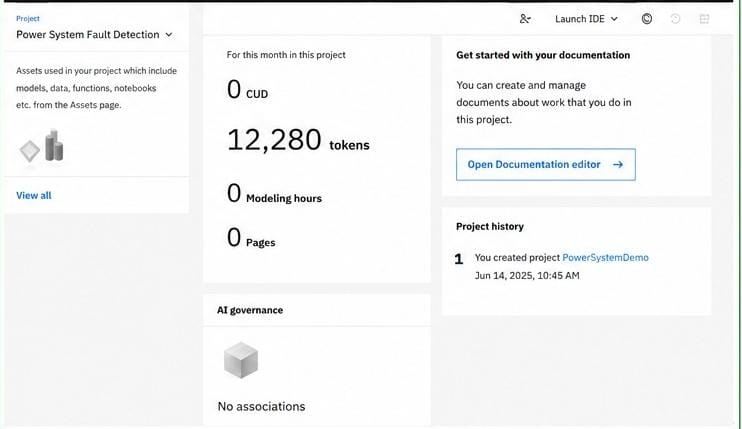 Project
Power System Fault Detection
Assets used in your project which include
models, data, functions, notebooks
etc. from the Assets page.
View all
Launch IDE
For this month in this project
0 CUD
12,280 tokens
0 Modeling hours
0 Pages
AI governance
No associations
Get started with your documentation
You can create and manage
documents about work that you do in
this project.
Open Documentation editor →
Project history
1 You created project PowerSystemDemo
Jun 14, 2025, 10:45 AM